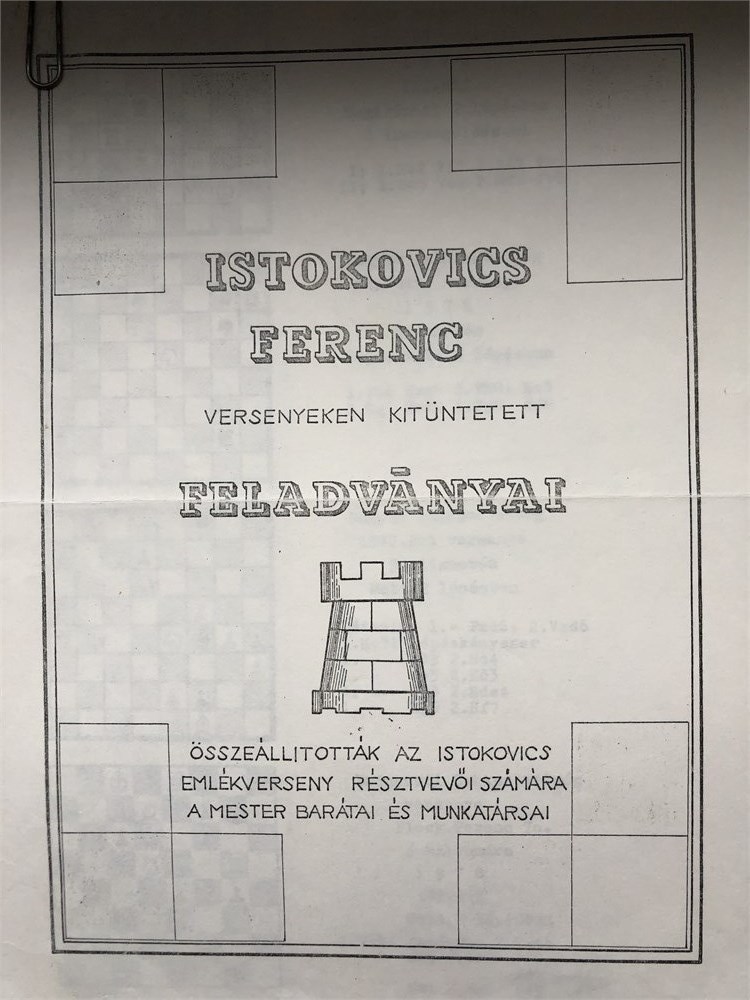 ISTOKOVICS
FERENC
VERSENYEKEN KITÜNTETETT
FELADVÁNYAI
ÖSSZEÁLLITOTTÁK AZ ISTOKOVICS
EMLÉKVERSENY RÉSZTVEVŐI SZÁMÁRA
A MESTER BARÁTAI ÉS MUNKATÁRSAI